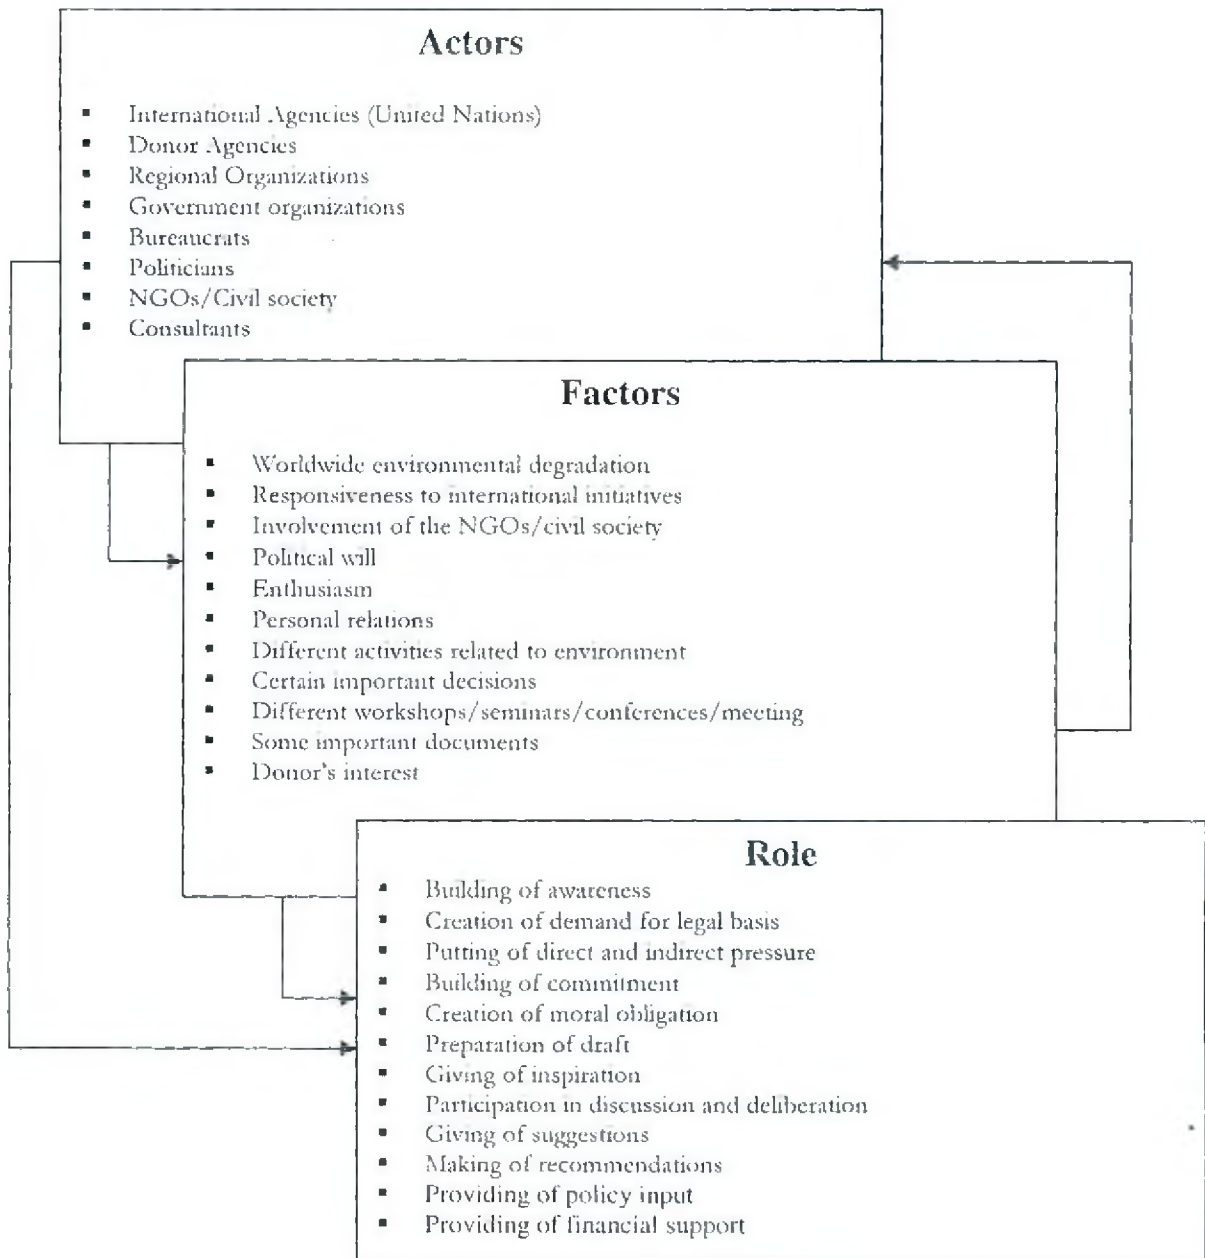 Actors
▪ International Agencies (United Nations)
▪ Donor Agencies
▪ Regional Organizations
▪ Government organizations
▪ Bureaucrats
▪ Politicians
▪ NGOs/Civil society
▪ Consultants
Factors
▪ Worldwide environmental degradation
▪ Responsiveness to international initiatives
▪ Involvement of the NGOs/civil society
▪ Political will
▪ Enthusiasm
▪ Personal relations
▪ Different activities related to environment
▪ Certain important decisions
▪ Different workshops/seminars/conferences/meeting
▪ Some important documents
▪ Donor's interest
Role
▪ Building of awareness
▪ Creation of demand for legal basis
▪ Putting of direct and indirect pressure
▪ Building of commitment
▪ Creation of moral obligation
▪ Preparation of draft
▪ Giving of inspiration
▪ Participation in discussion and deliberation
▪ Giving of suggestions
▪ Making of recommendations
▪ Providing of policy input
▪ Providing of financial support